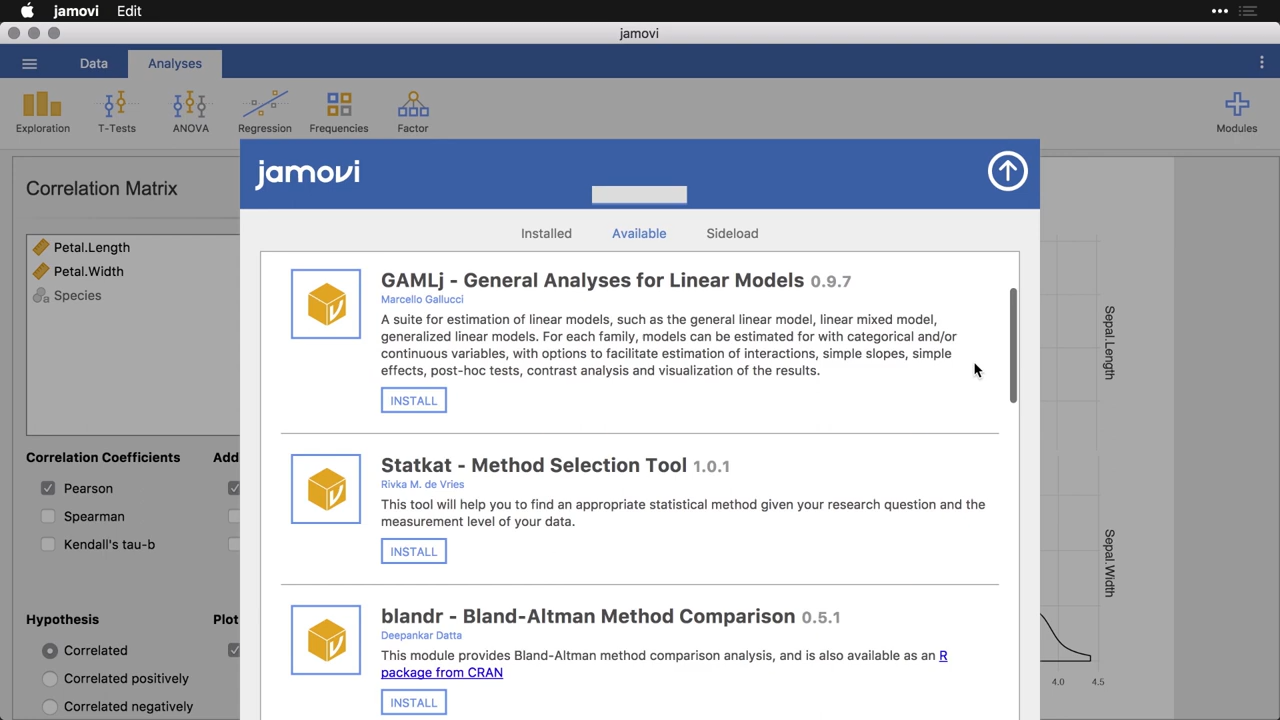 jamovi Edit
jamovi
Data Analyses
Exploration T-Tests ANOVA Regression Frequencies Factor Modules
Correlation Matrix
Petal.Length
Petal.Width
Species
Correlation Coefficients Add
Pearson
Spearman
Kendall's tau-b
Hypothesis Plot
Correlated
Correlated positively
Correlated negatively
jamovi
Installed Available Sideload
GAMLj - General Analyses for Linear Models 0.9.7
Marcello Gallucci
A suite for estimation of linear models, such as the general linear model, linear mixed model,
generalized linear models. For each family, models can be estimated for with categorical and/or
continuous variables, with options to facilitate estimation of interactions, simple slopes, simple
effects, post-hoc tests, contrast analysis and visualization of the results.
INSTALL
Statkat - Method Selection Tool 1.0.1
Rivka M. de Vries
This tool will help you to find an appropriate statistical method given your research question and the
measurement level of your data.
INSTALL
blandr - Bland-Altman Method Comparison 0.5.1
Deepankar Datta
This module provides Bland-Altman method comparison analysis, and is also available as an R
package from CRAN
INSTALL
Sepal.Length
Sepal.Width
4.0 4.5